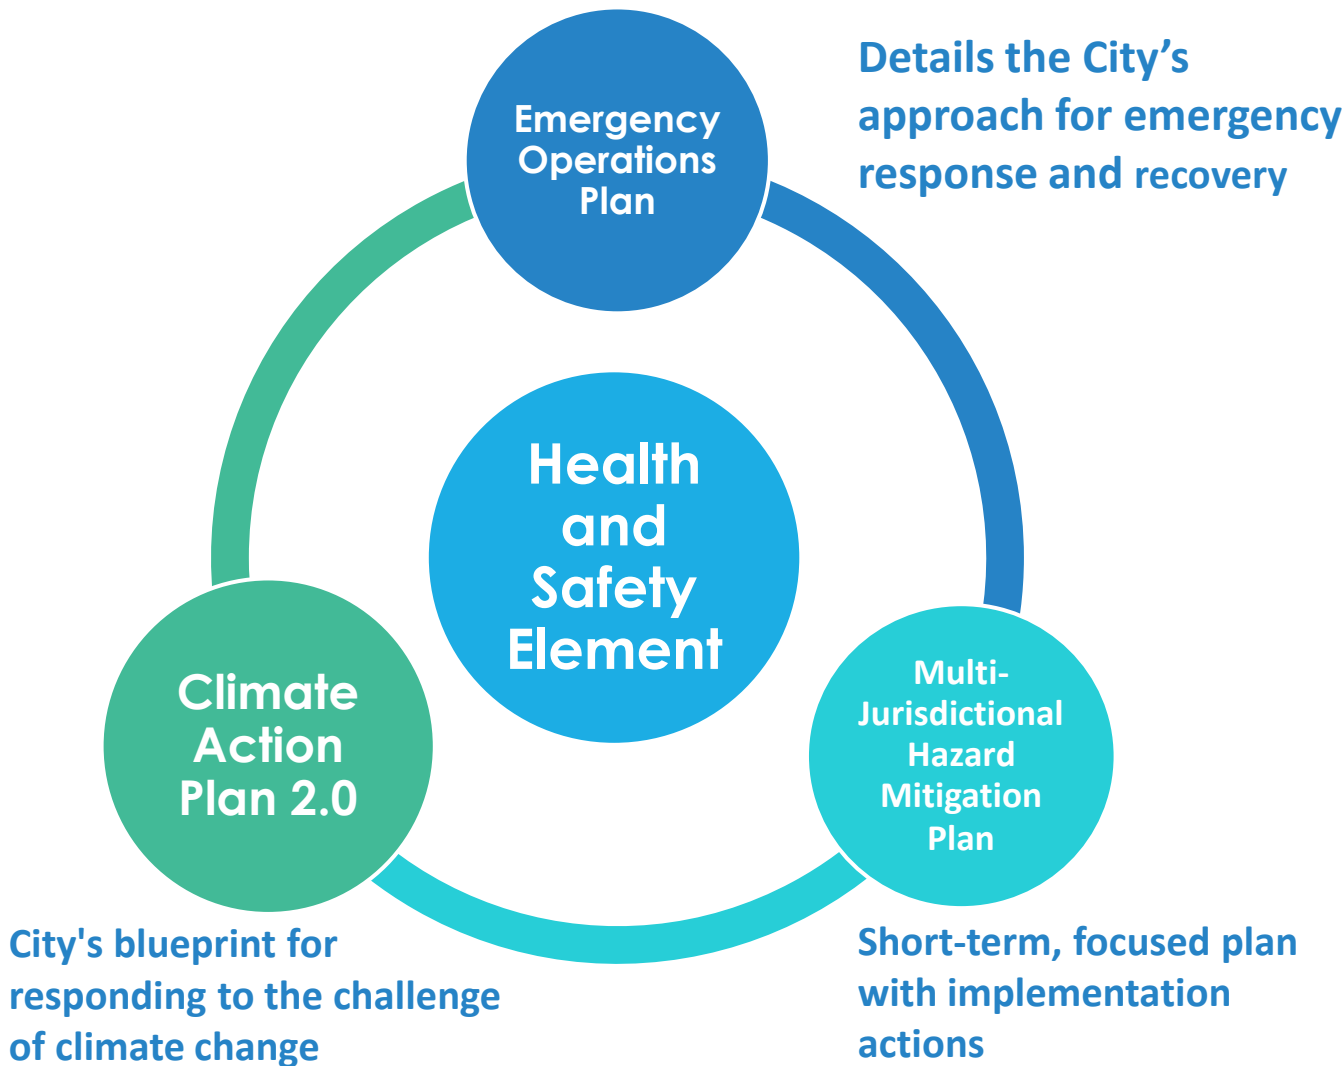 Emergency
Operations
Plan
Details the City’s
approach for emergency
response and recovery
Health
and
Safety
Element
Climate
Action
Plan 2.0
Multi-
Jurisdictional
Hazard
Mitigation
Plan
City's blueprint for
responding to the challenge
of climate change
Short-term, focused plan
with implementation
actions